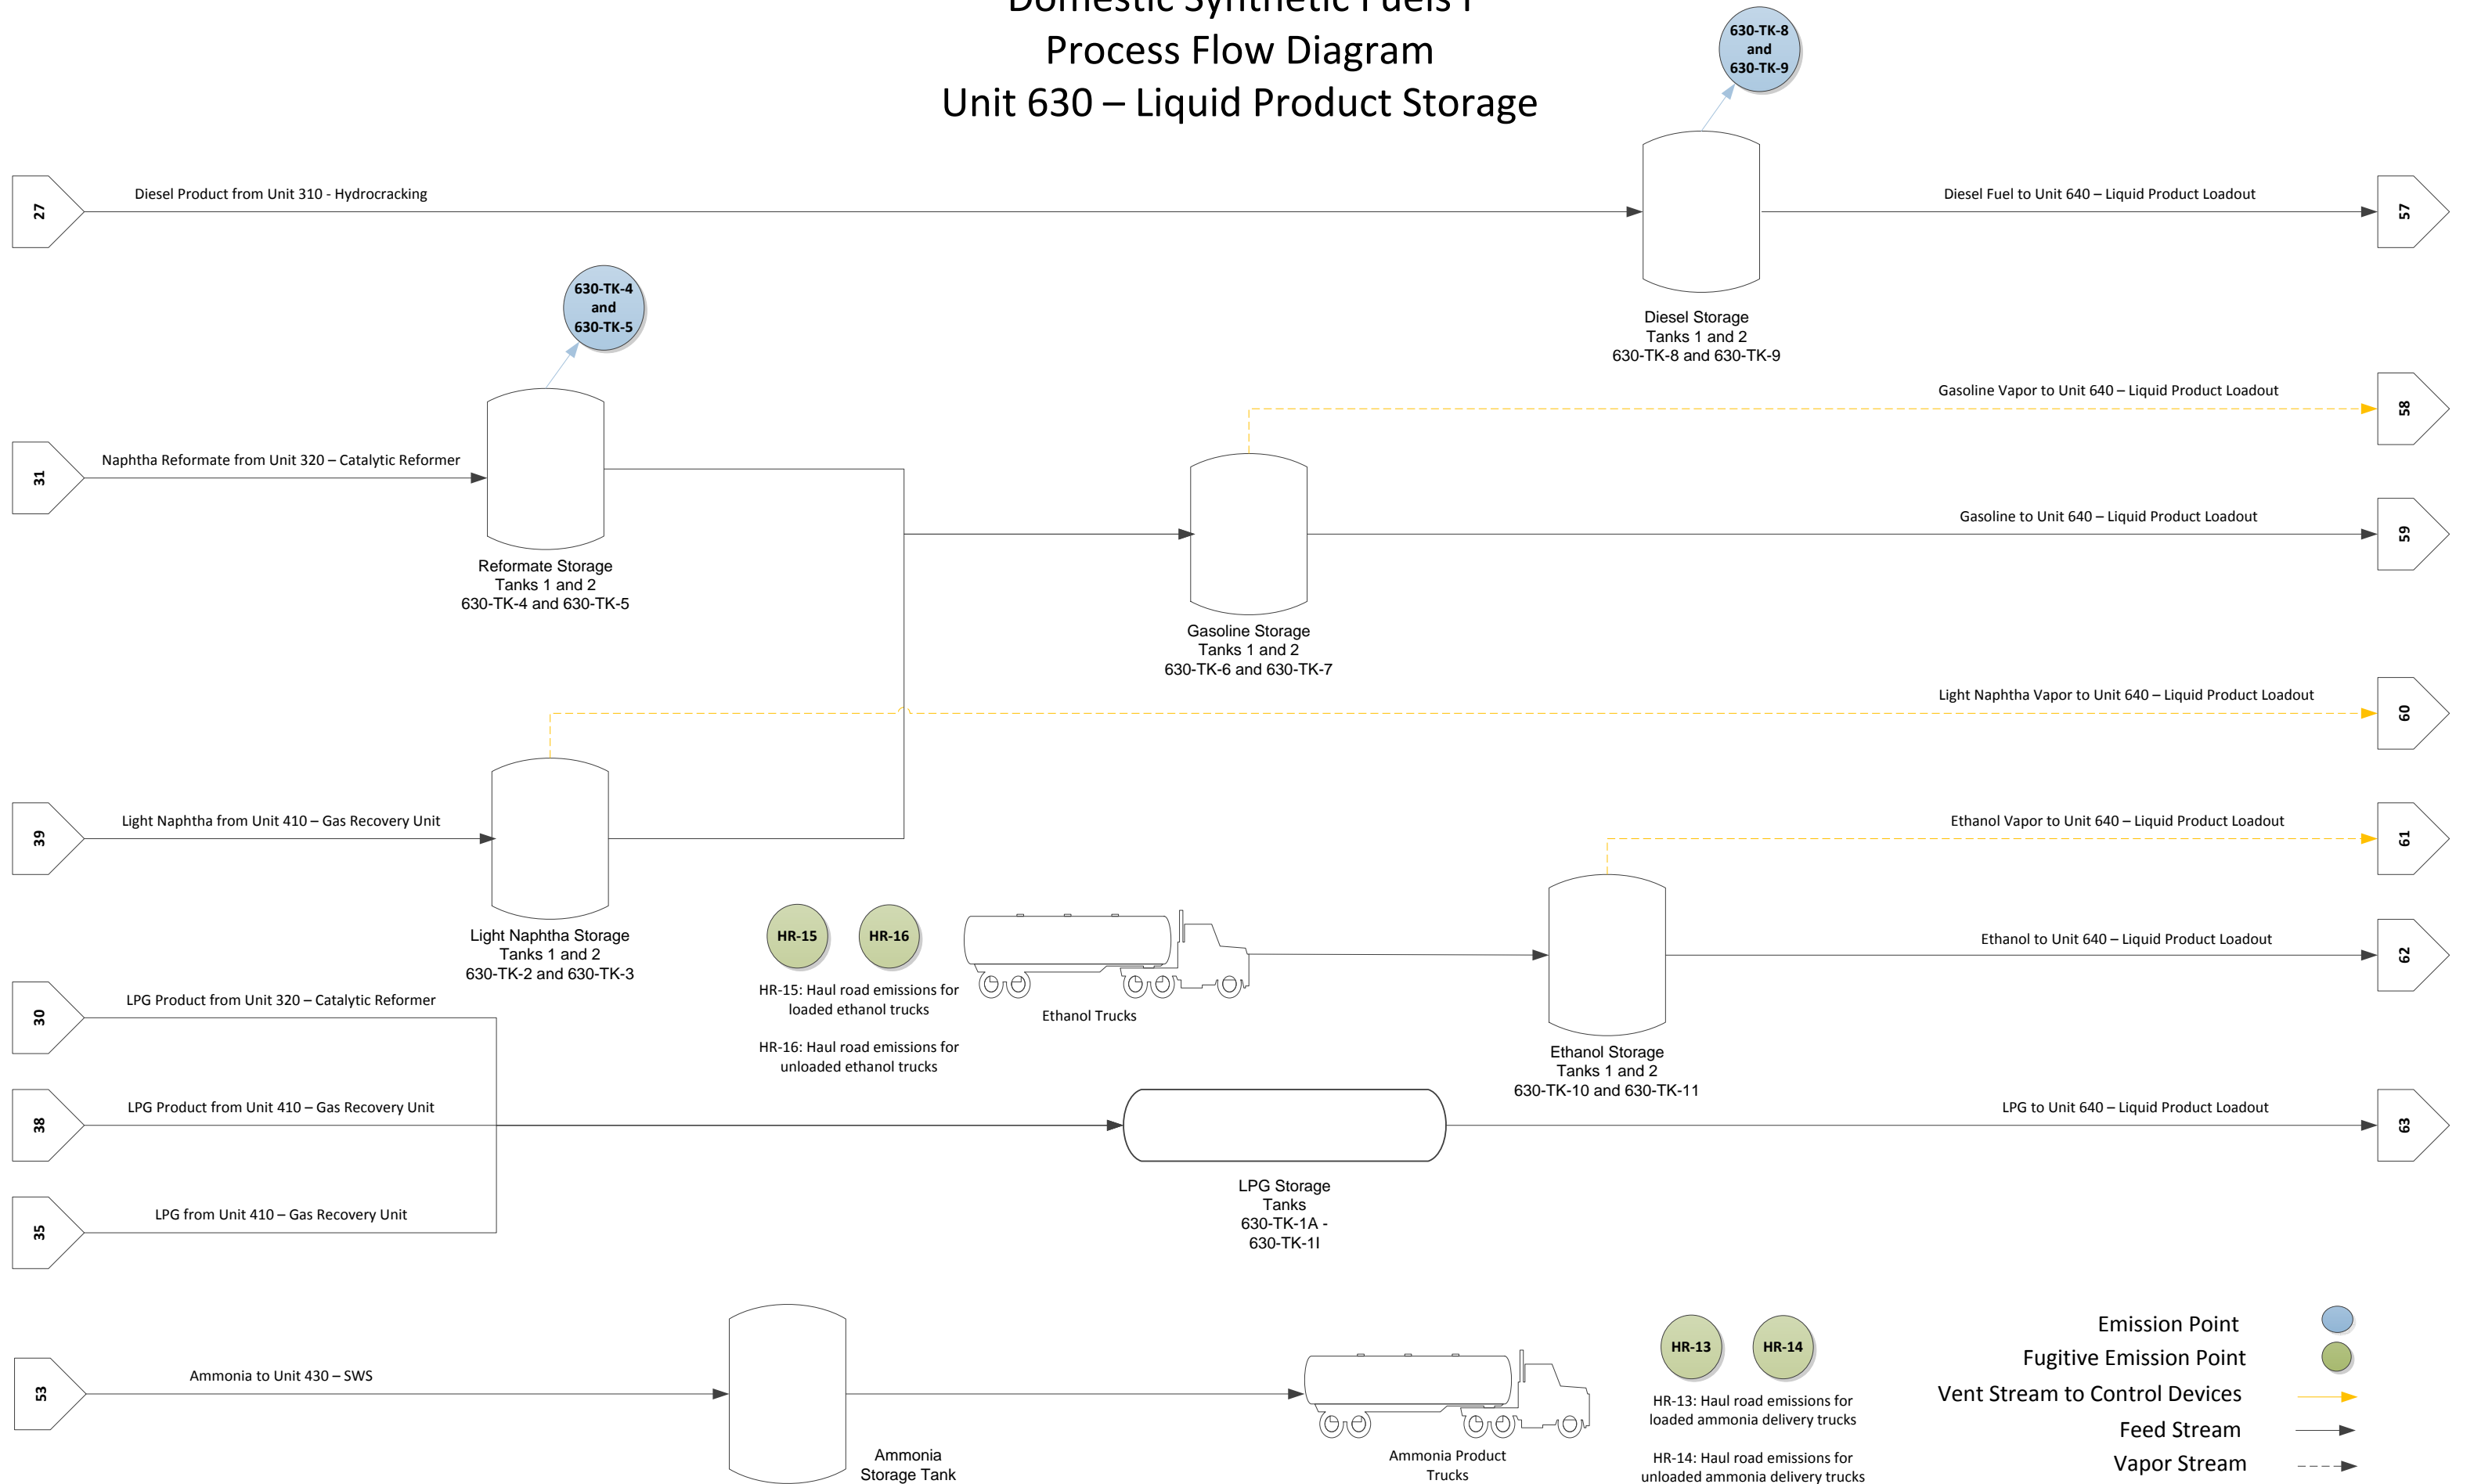 Domestic Synthetic Fuels I
Process Flow Diagram
Unit 630 – Liquid Product Storage
630-TK-8
and
630-TK-9
27
Diesel Product from Unit 310 - Hydrocracking
Diesel Fuel to Unit 640 – Liquid Product Loadout
57
Diesel Storage
Tanks 1 and 2
630-TK-8 and 630-TK-9
630-TK-4
and
630-TK-5
Gasoline Vapor to Unit 640 – Liquid Product Loadout
58
31
Naphtha Reformate from Unit 320 – Catalytic Reformer
Reformate Storage
Tanks 1 and 2
630-TK-4 and 630-TK-5
Gasoline to Unit 640 – Liquid Product Loadout
59
Gasoline Storage
Tanks 1 and 2
630-TK-6 and 630-TK-7
Light Naphtha Vapor to Unit 640 – Liquid Product Loadout
60
39
Light Naphtha from Unit 410 – Gas Recovery Unit
Light Naphtha Storage
Tanks 1 and 2
630-TK-2 and 630-TK-3
Ethanol Vapor to Unit 640 – Liquid Product Loadout
61
HR-15
HR-16
HR-15: Haul road emissions for
loaded ethanol trucks
HR-16: Haul road emissions for
unloaded ethanol trucks
Ethanol Trucks
Ethanol to Unit 640 – Liquid Product Loadout
62
Ethanol Storage
Tanks 1 and 2
630-TK-10 and 630-TK-11
30
LPG Product from Unit 320 – Catalytic Reformer
38
LPG Product from Unit 410 – Gas Recovery Unit
35
LPG from Unit 410 – Gas Recovery Unit
LPG Storage
Tanks
630-TK-1A -
630-TK-1I
LPG to Unit 640 – Liquid Product Loadout
63
53
Ammonia to Unit 430 – SWS
Ammonia
Storage Tank
Ammonia Product
Trucks
HR-13
HR-14
HR-13: Haul road emissions for
loaded ammonia delivery trucks
HR-14: Haul road emissions for
unloaded ammonia delivery trucks
Emission Point
Fugitive Emission Point
Vent Stream to Control Devices
Feed Stream
Vapor Stream